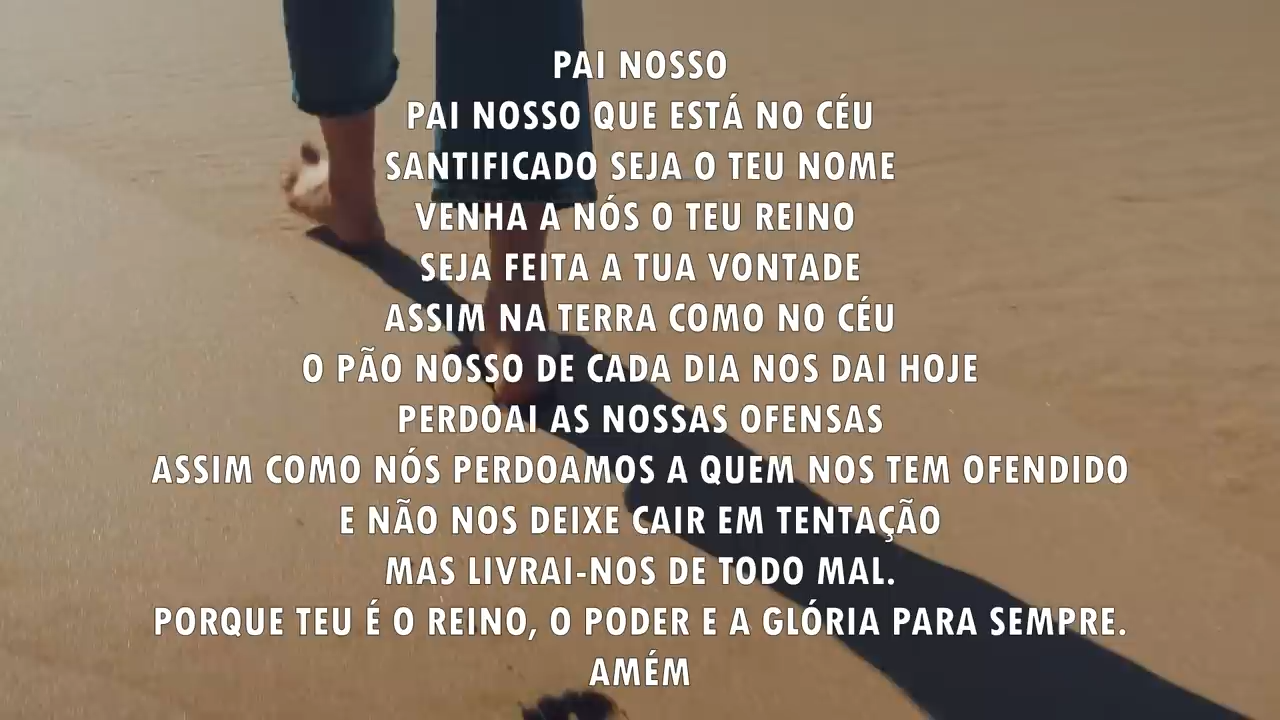 PAI NOSSO
PAI NOSSO QUE ESTÁ NO CÉU
SANTIFICADO SEJA O TEU NOME
VENHA A NÓS O TEU REINO
SEJA FEITA A TUA VONTADE
ASSIM NA TERRA COMO NO CÉU
O PÃO NOSSO DE CADA DIA NOS DAI HOJE
PERDOAI AS NOSSAS OFENSAS
ASSIM COMO NÓS PERDOAMOS A QUEM NOS TEM OFENDIDO
E NÃO NOS DEIXE CAIR EM TENTAÇÃO
MAS LIVRAI-NOS DE TODO MAL.
PORQUE TEU É O REINO, O PODER E A GLÓRIA PARA SEMPRE.
AMÉM